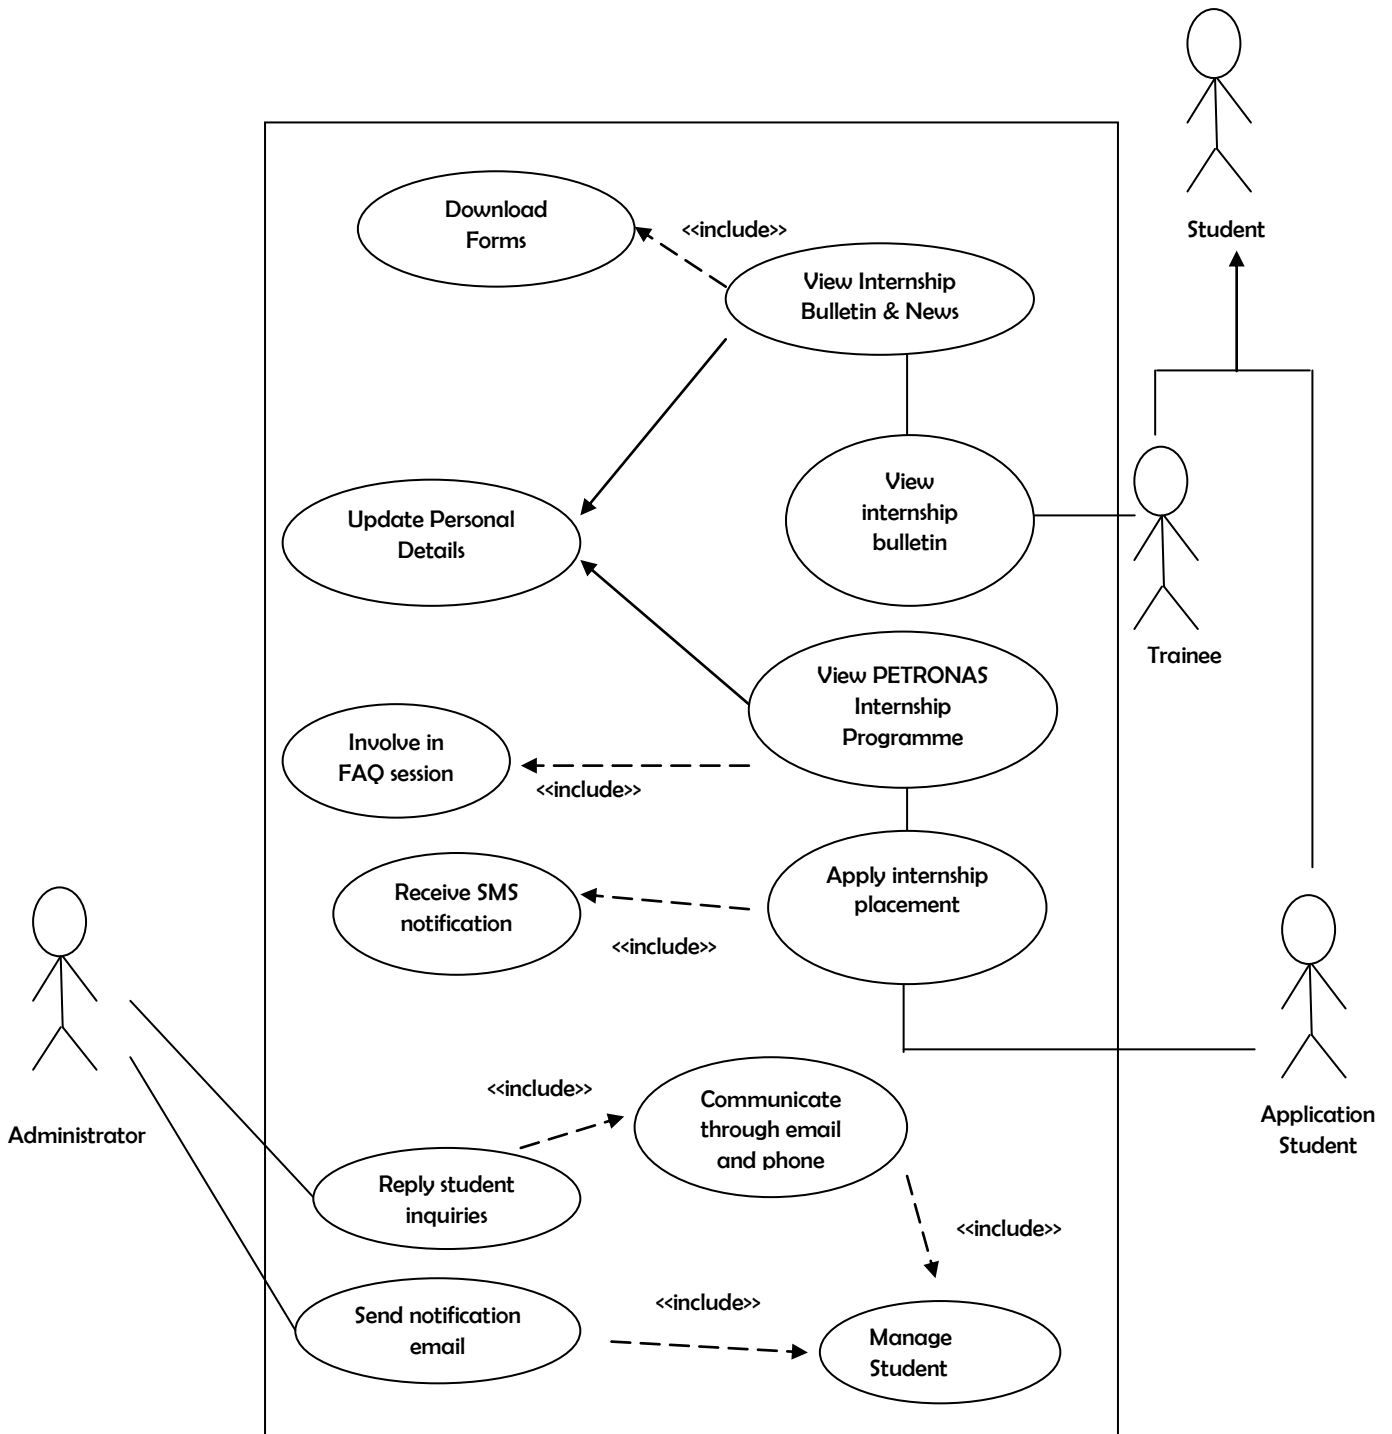 Student
Download
Forms
<<include>>
View Internship
Bulletin & News
View
internship
bulletin
Update Personal
Details
Trainee
View PETRONAS
Internship
Programme
Involve in
FAQ session
<<include>>
Apply internship
placement
Receive SMS
notification
<<include>>
Administrator
Application
Student
<<include>>
Communicate
through email
and phone
Reply student
inquiries
<<include>>
Send notification
email
<<include>>
Manage
Student